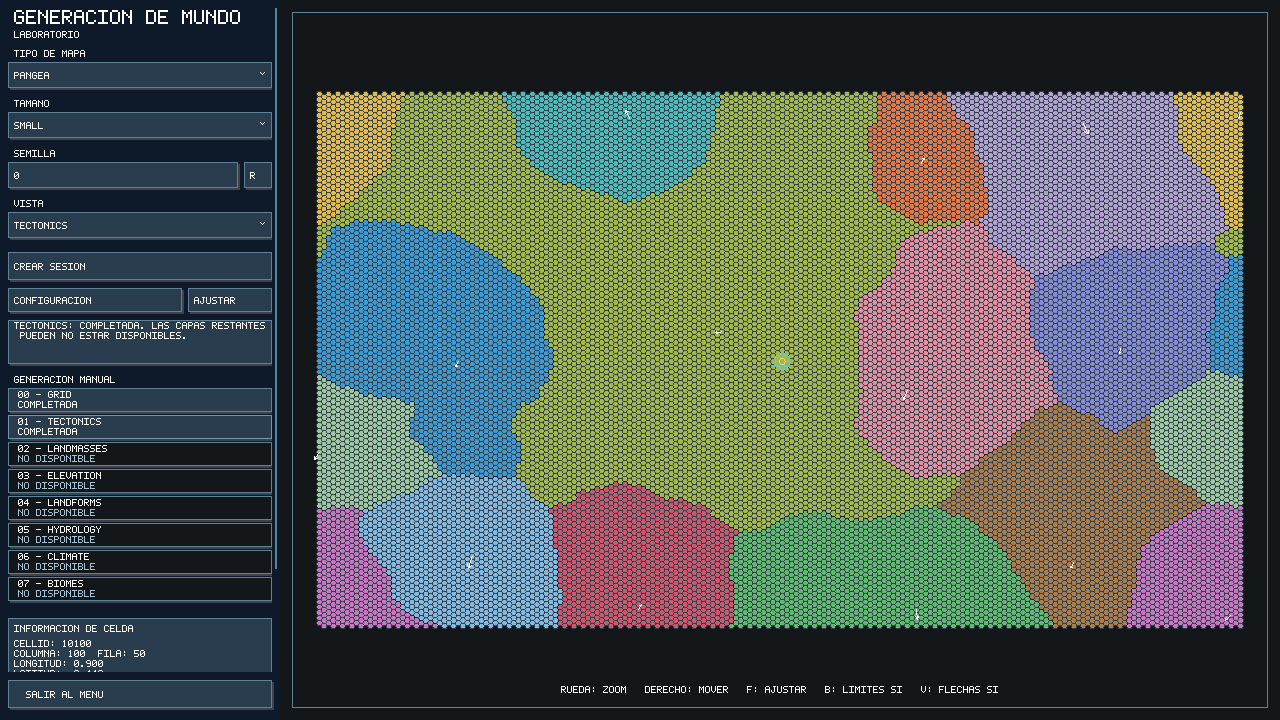 GENERACION DE MUNDO
LABORATORIO
TIPO DE MAPA
PANGEA
TAMANO
SMALL
SEMILLA
0 R
VISTA
TECTONICS
CREAR SESION
CONFIGURACION AJUSTAR
TECTONICS: COMPLETADA. LAS CAPAS RESTANTES
PUEDEN NO ESTAR DISPONIBLES.
GENERACION MANUAL
00 - GRID
COMPLETADA
01 - TECTONICS
COMPLETADA
02 - LANDMASSES
NO DISPONIBLE
03 - ELEVATION
NO DISPONIBLE
04 - LANDFORMS
NO DISPONIBLE
05 - HYDROLOGY
NO DISPONIBLE
06 - CLIMATE
NO DISPONIBLE
07 - BIOMES
NO DISPONIBLE
INFORMACION DE CELDA
CELLID: 10100
COLUMNA: 100 FILA: 50
LONGITUD: 0.900
SALIR AL MENU
RUEDA: ZOOM DERECHO: MOVER F: AJUSTAR B: LIMITES SI V: FLECHAS SI